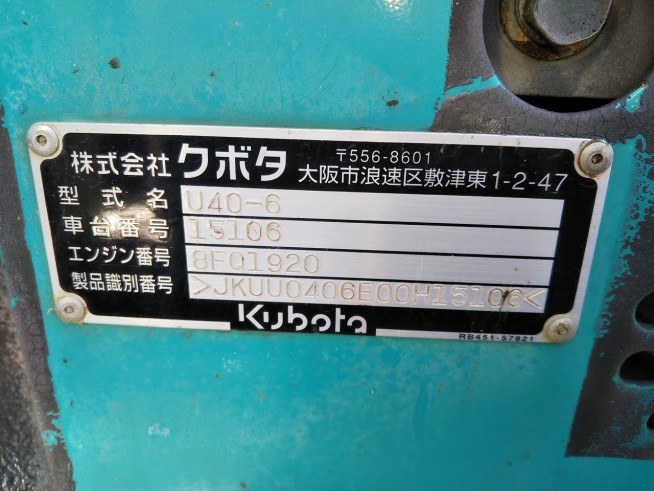 株式会社 クボタ 〒556-8601
大阪市浪速区敷津東1-2-47
型式名 U40-6
車台番号 15106
エンジン番号 8FQ1920
製品識別番号 >JKUU0406E00H15106<
Kubota
RB451-57821